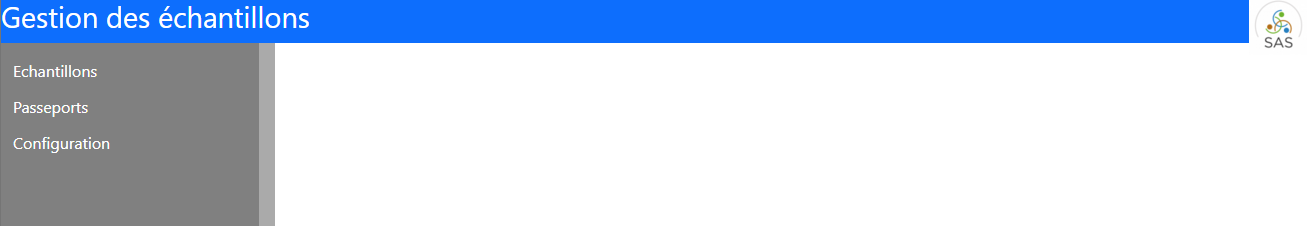 Gestion des échantillons
SAS
Echantillons
Passeports
Configuration